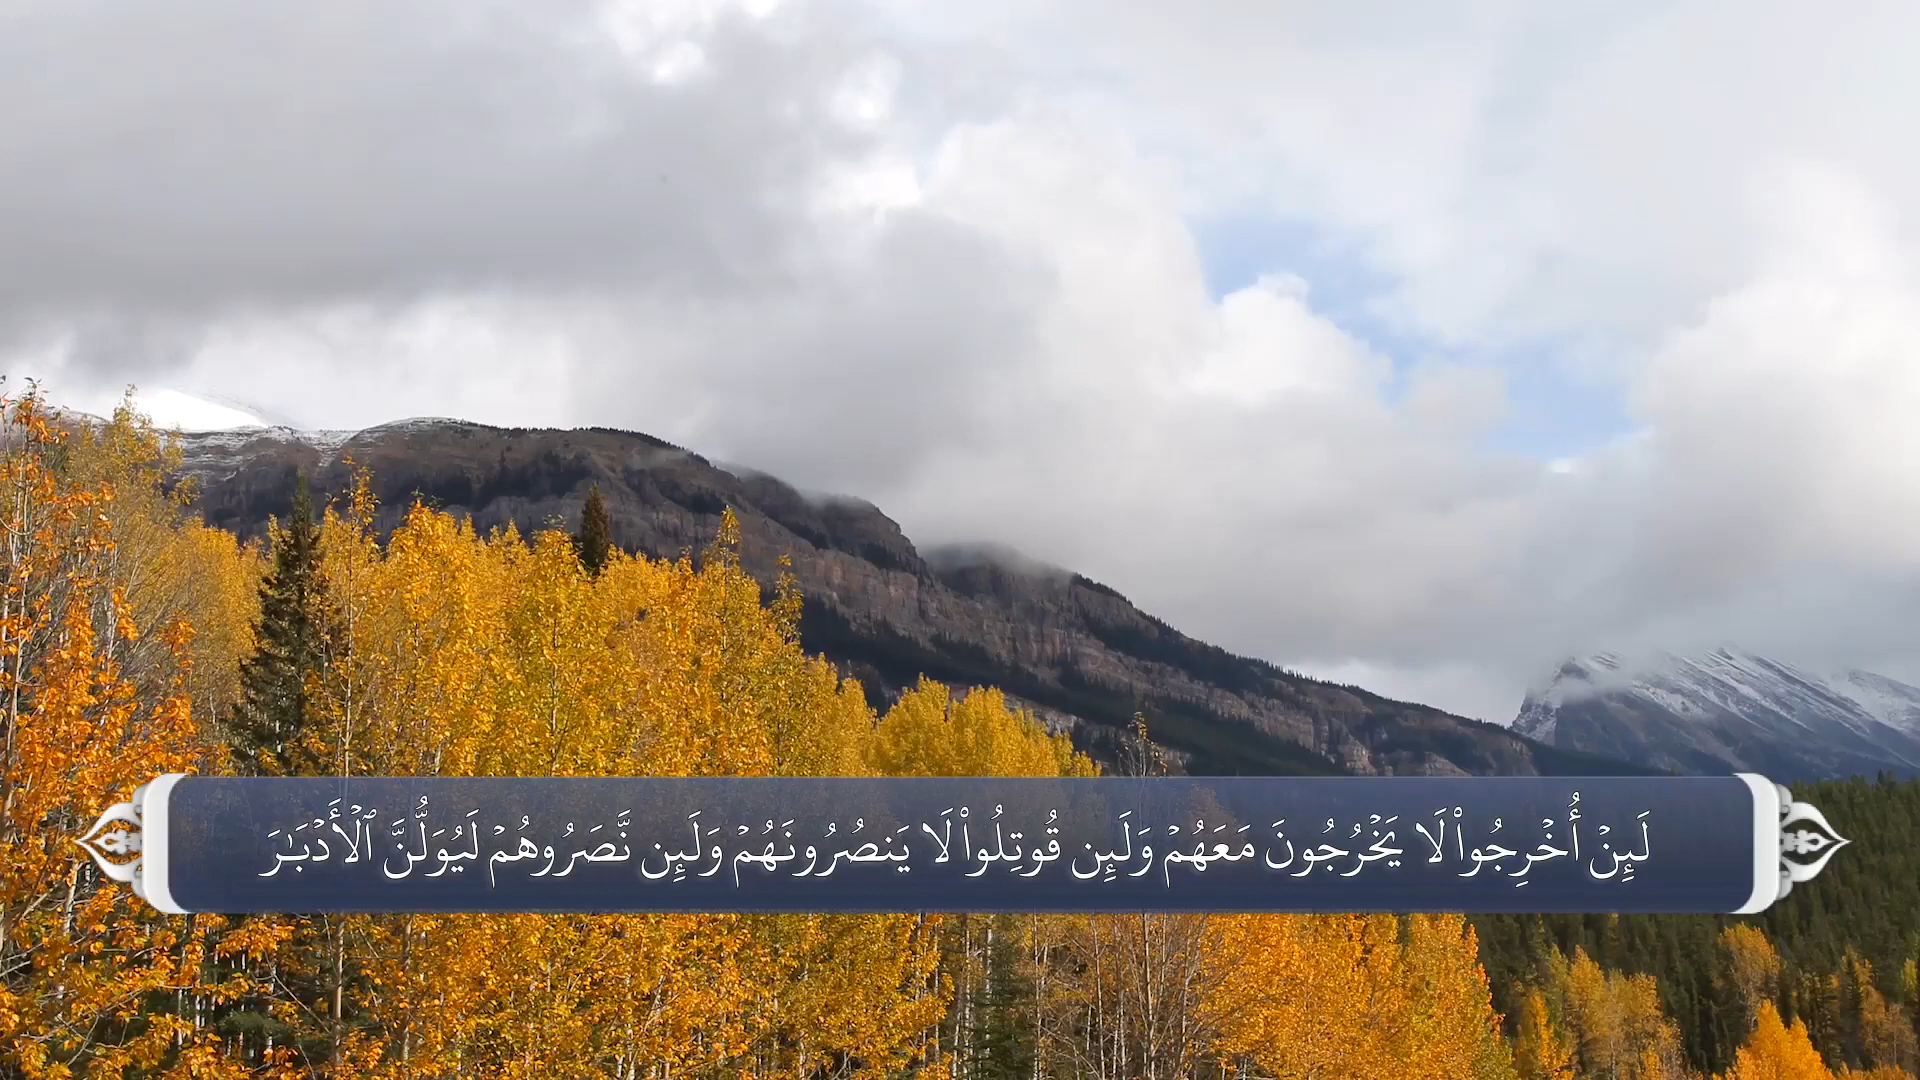 لَئِنۡ أُخۡرِجُواْ لَا يَخۡرُجُونَ مَعَهُمۡ وَلَئِن قُوتِلُواْ لَا يَنصُرُونَهُمۡ وَلَئِن نَّصَرُوهُمۡ لَيُوَلُّنَّ ٱلۡأَدۡبَٰرَ